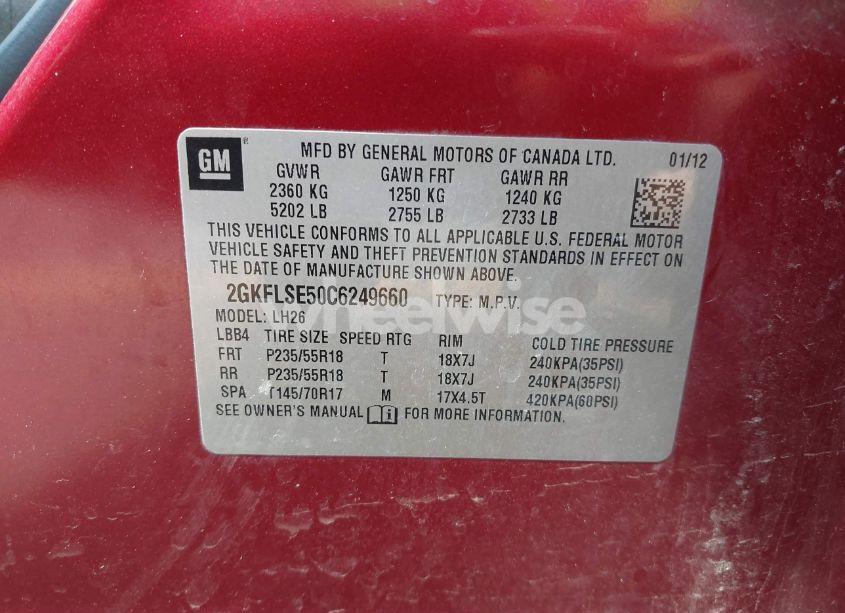 GM ®
MFD BY GENERAL MOTORS OF CANADA LTD. 01/12
GVWR GAWR FRT GAWR RR
2360 KG 1250 KG 1240 KG
5202 LB 2755 LB 2733 LB
THIS VEHICLE CONFORMS TO ALL APPLICABLE U.S. FEDERAL MOTOR
VEHICLE SAFETY AND THEFT PREVENTION STANDARDS IN EFFECT ON
THE DATE OF MANUFACTURE SHOWN ABOVE.
2GKFLSE50C6249660 TYPE: M.P.V.
wheelwise
MODEL: LH26
LBB4 TIRE SIZE SPEED RTG RIM COLD TIRE PRESSURE
FRT P235/55R18 T 18X7J 240KPA(35PSI)
RR P235/55R18 T 18X7J 240KPA(35PSI)
SPA T145/70R17 M 17X4.5T 420KPA(60PSI)
SEE OWNER'S MANUAL FOR MORE INFORMATION.